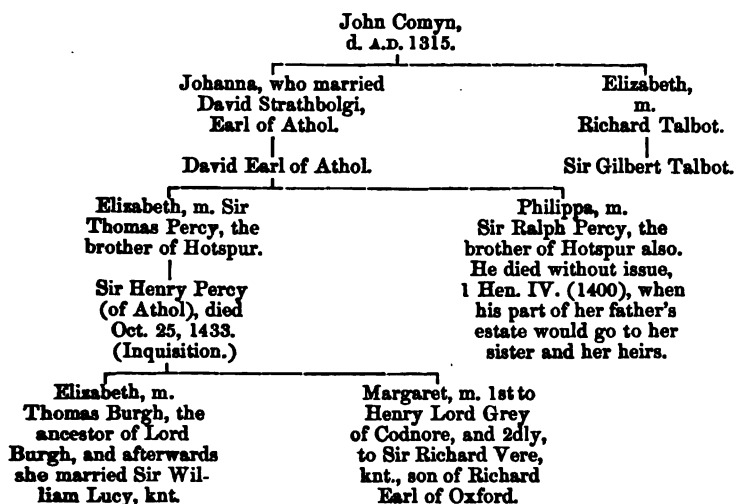 John Comyn,
d. A.D. 1315.
Johanna, who married
David Strathbolgi,
Earl of Athol.
Elizabeth,
m.
Richard Talbot.
David Earl of Athol.
Sir Gilbert Talbot.
Elizabeth, m. Sir
Thomas Percy, the
brother of Hotspur.
Philippa, m.
Sir Ralph Percy, the
brother of Hotspur also.
He died without issue,
1 Hen. IV. (1400), when
his part of her father's
estate would go to her
sister and her heirs.
Sir Henry Percy
(of Athol), died
Oct. 25, 1433.
(Inquisition.)
Elizabeth, m.
Thomas Burgh, the
ancestor of Lord
Burgh, and afterwards
she married Sir Wil-
liam Lucy, knt.
Margaret, m. 1st to
Henry Lord Grey
of Codnore, and 2dly,
to Sir Richard Vere,
knt., son of Richard
Earl of Oxford.